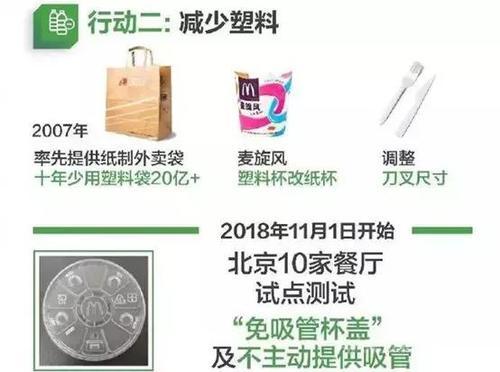 行动二：减少塑料
麦旋风
2007年
率先提供纸制外卖袋
十年少用塑料袋20亿+
麦旋风
塑料杯改纸杯
调整
刀叉尺寸
2018年11月1日开始
北京10家餐厅
试点测试
“免吸管杯盖”
及不主动提供吸管